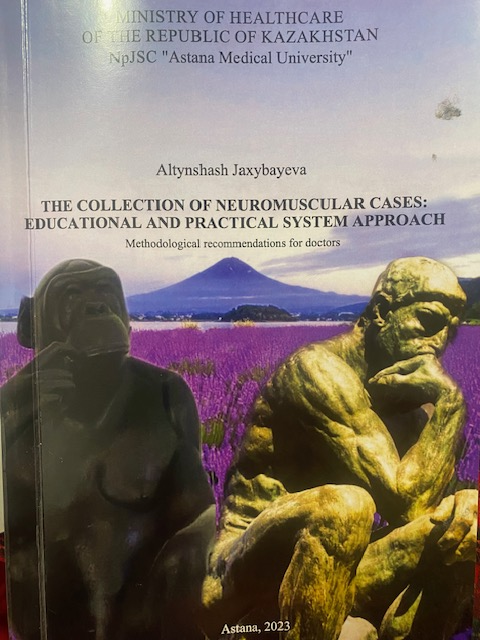 MINISTRY OF HEALTHCARE
OF THE REPUBLIC OF KAZAKHSTAN
NpJSC "Astana Medical University"
Altynshash Jaxybayeva
THE COLLECTION OF NEUROMUSCULAR CASES:
EDUCATIONAL AND PRACTICAL SYSTEM APPROACH
Methodological recommendations for doctors
Astana, 2023